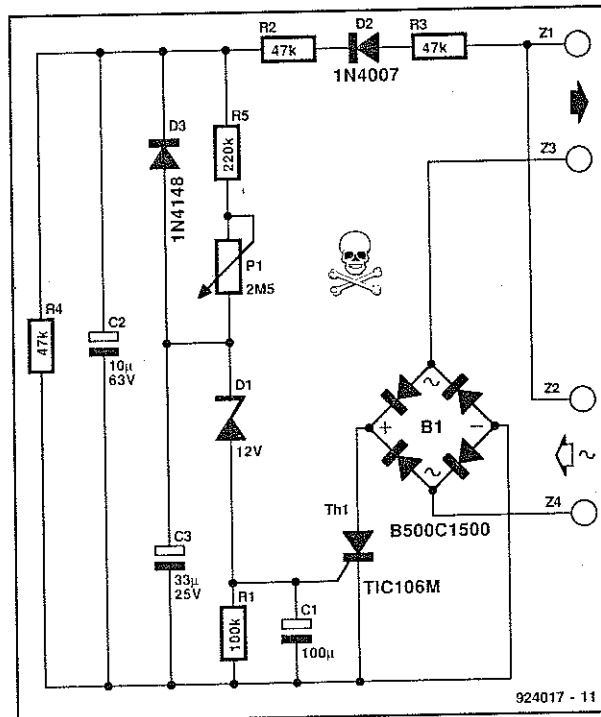 R2
47k
D2
1N4007
R3
47k
Z1
D3
1N4148
R5
220k
Z3
P1
2M5
R4
47k
C2
10µ
63V
D1
12V
~
+
B1
−
~
Z2
~
B500C1500
Z4
Th1
TIC106M
C3
33µ
25V
R1
100k
C1
100µ
924017 - 11